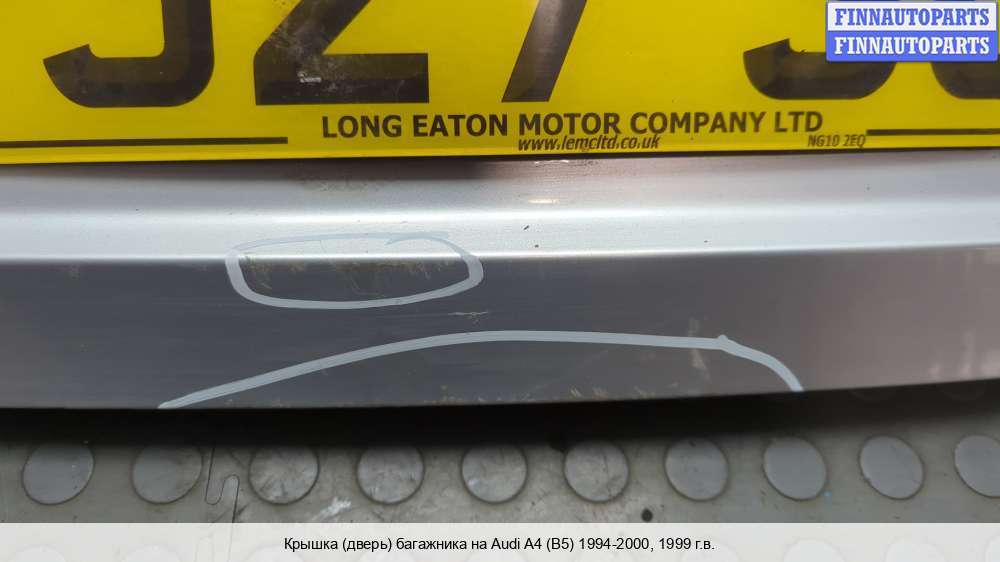 FINNAUTOPARTS
FINNAUTOPARTS
LONG EATON MOTOR COMPANY LTD
www.lemcltd.co.uk
NG10 2EQ
Крышка (дверь) багажника на Audi A4 (B5) 1994-2000, 1999 г.в.